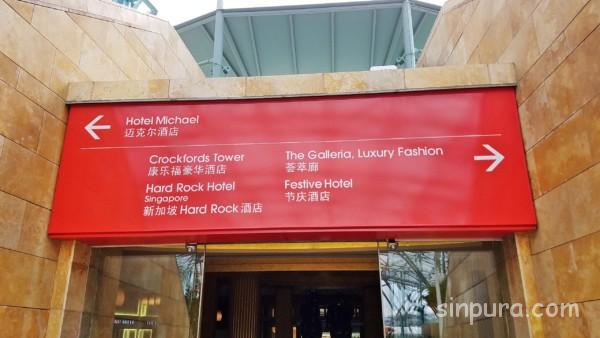 Hotel Michael
迈克尔酒店
Crockfords Tower
康乐福豪华酒店
Hard Rock Hotel
Singapore
新加坡 Hard Rock 酒店
The Galleria, Luxury Fashion
荟萃廊
Festive Hotel
节庆酒店
sinpura.com